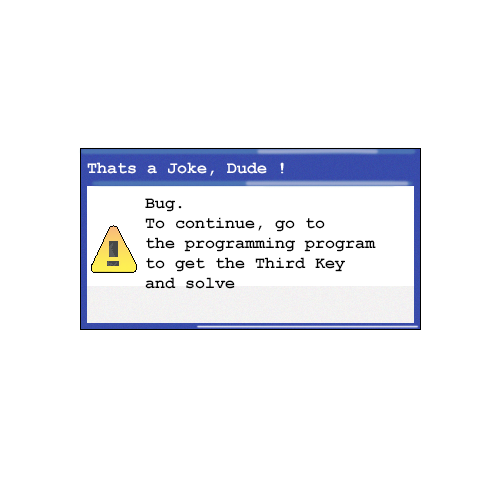 Thats a Joke, Dude !
Bug.
To continue, go to
the programming program
to get the Third Key
and solve